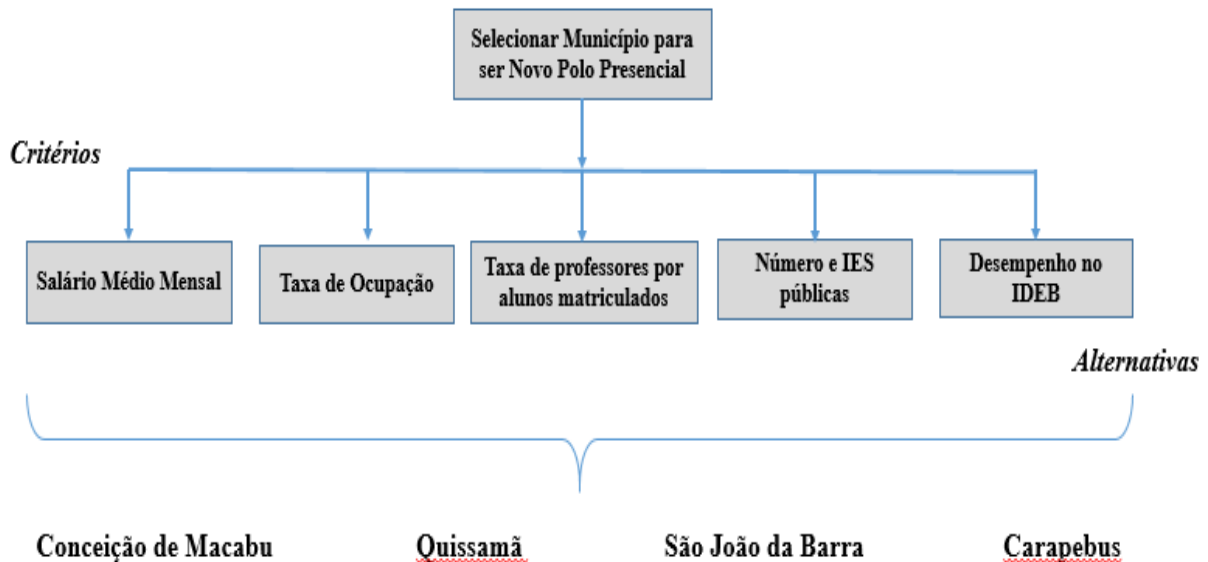 Selecionar Município para
ser Novo Polo Presencial
Critérios
Salário Médio Mensal
Taxa de Ocupação
Taxa de professores por
alunos matriculados
Número e IES
públicas
Desempenho no
IDEB
Alternativas
Conceição de Macabu
Quissamã
São João da Barra
Carapebus